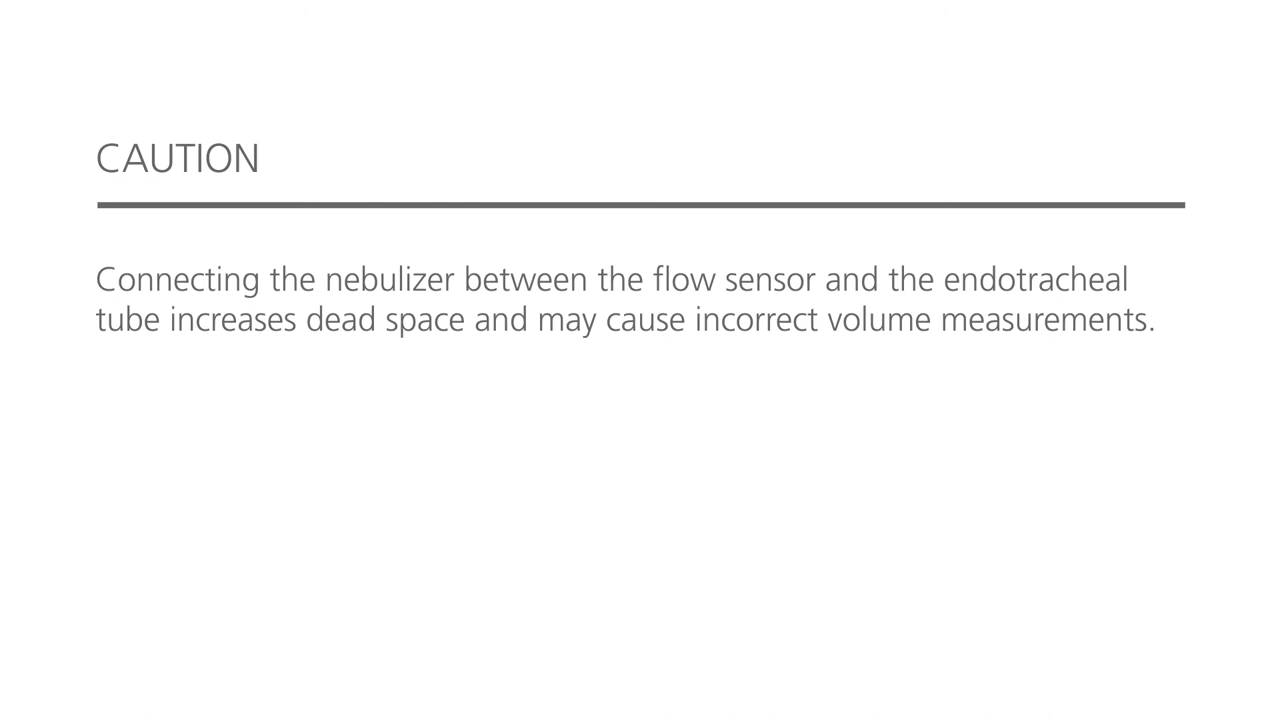 CAUTION
Connecting the nebulizer between the flow sensor and the endotracheal
tube increases dead space and may cause incorrect volume measurements.